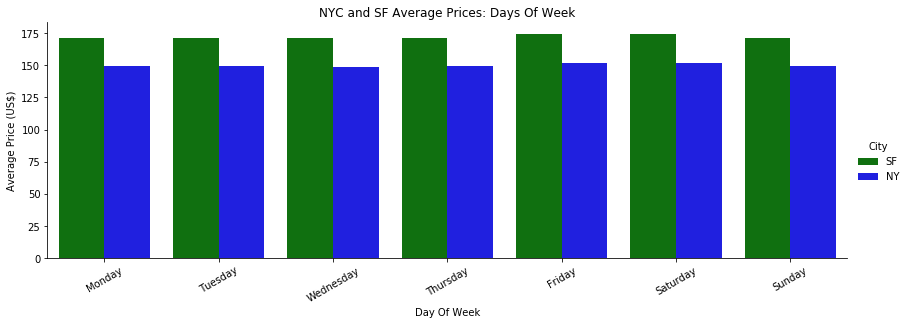 NYC and SF Average Prices: Days Of Week
175
150
125
100
75
50
25
0
Average Price (US$)
Monday
Tuesday
Wednesday
Thursday
Friday
Saturday
Sunday
Day Of Week
City
SF
NY